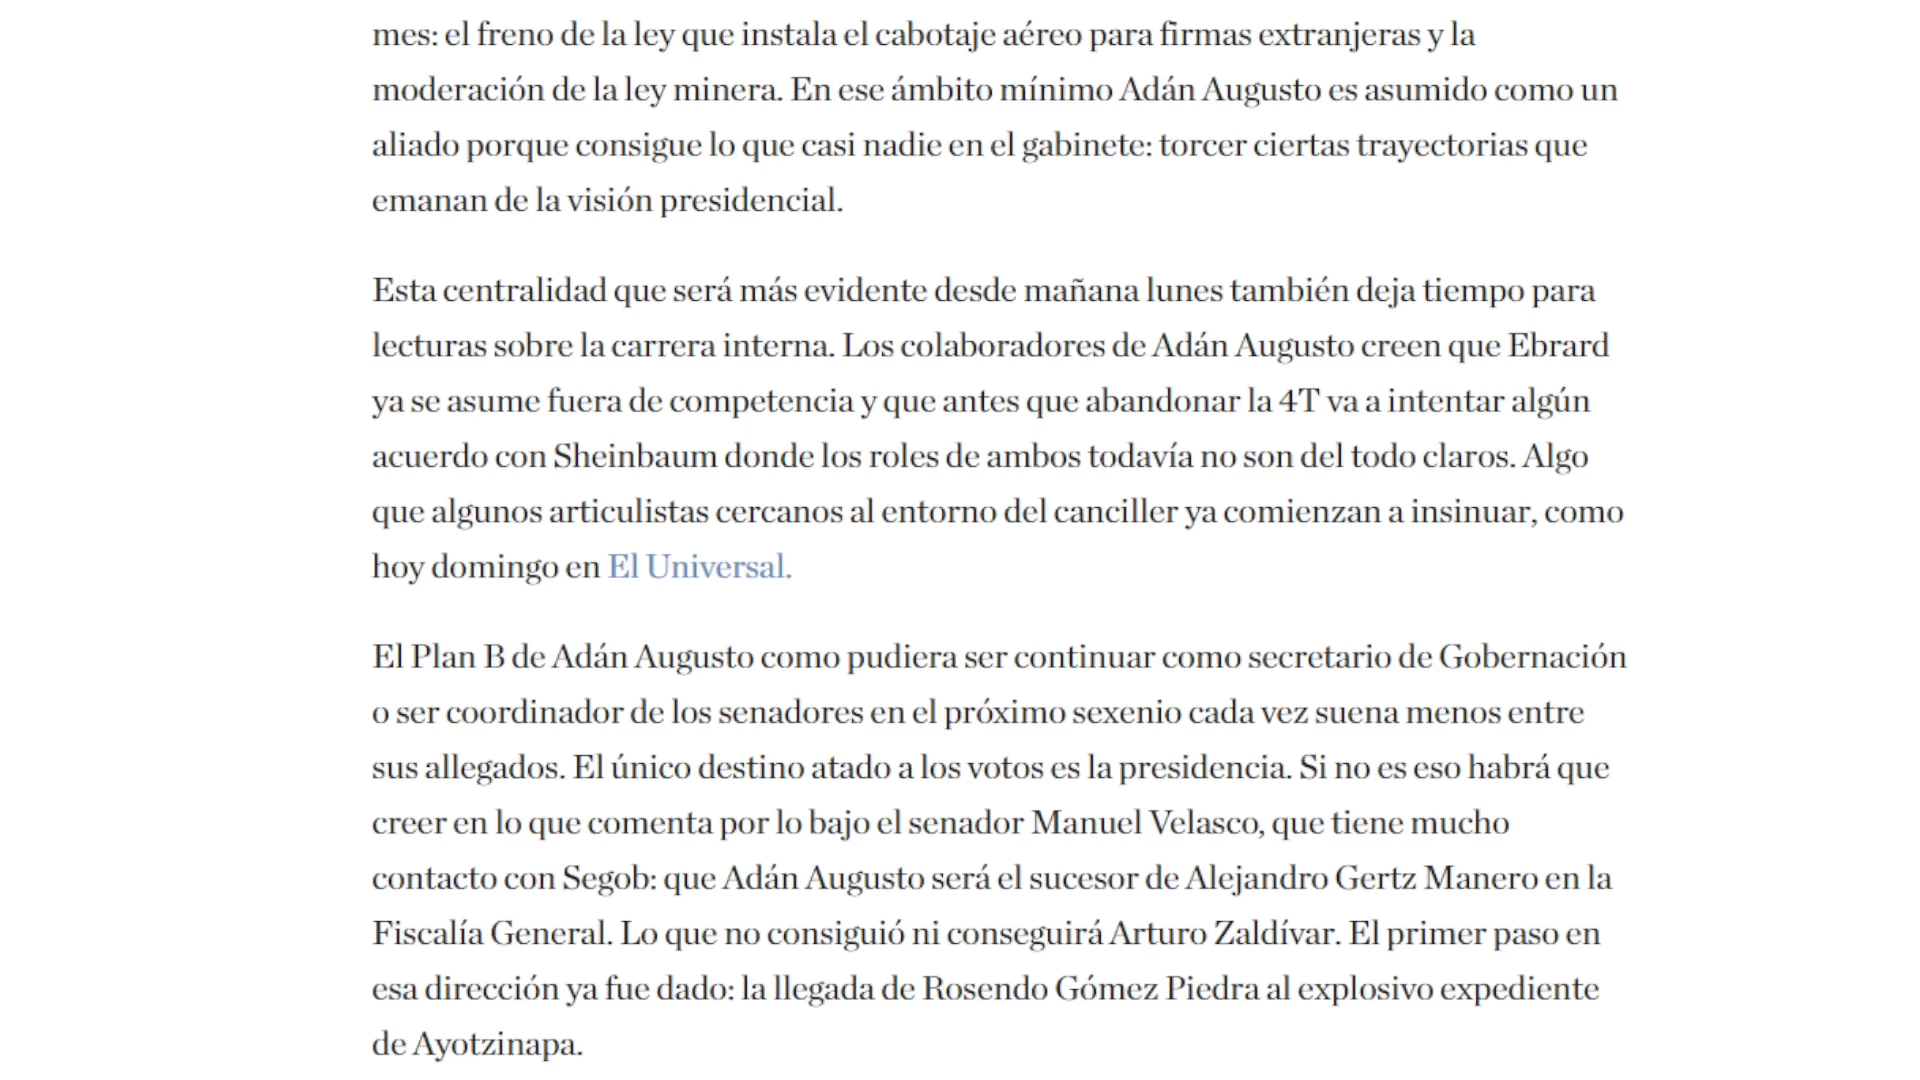 mes: el freno de la ley que instala el cabotaje aéreo para firmas extranjeras y la
moderación de la ley minera. En ese ámbito mínimo Adán Augusto es asumido como un
aliado porque consigue lo que casi nadie en el gabinete: torcer ciertas trayectorias que
emanan de la visión presidencial.
Esta centralidad que será más evidente desde mañana lunes también deja tiempo para
lecturas sobre la carrera interna. Los colaboradores de Adán Augusto creen que Ebrard
ya se asume fuera de competencia y que antes que abandonar la 4T va a intentar algún
acuerdo con Sheinbaum donde los roles de ambos todavía no son del todo claros. Algo
que algunos articulistas cercanos al entorno del canciller ya comienzan a insinuar, como
hoy domingo en El Universal.
El Plan B de Adán Augusto como pudiera ser continuar como secretario de Gobernación
o ser coordinador de los senadores en el próximo sexenio cada vez suena menos entre
sus allegados. El único destino atado a los votos es la presidencia. Si no es eso habrá que
creer en lo que comenta por lo bajo el senador Manuel Velasco, que tiene mucho
contacto con Segob: que Adán Augusto será el sucesor de Alejandro Gertz Manero en la
Fiscalía General. Lo que no consiguió ni conseguirá Arturo Zaldívar. El primer paso en
esa dirección ya fue dado: la llegada de Rosendo Gómez Piedra al explosivo expediente
de Ayotzinapa.